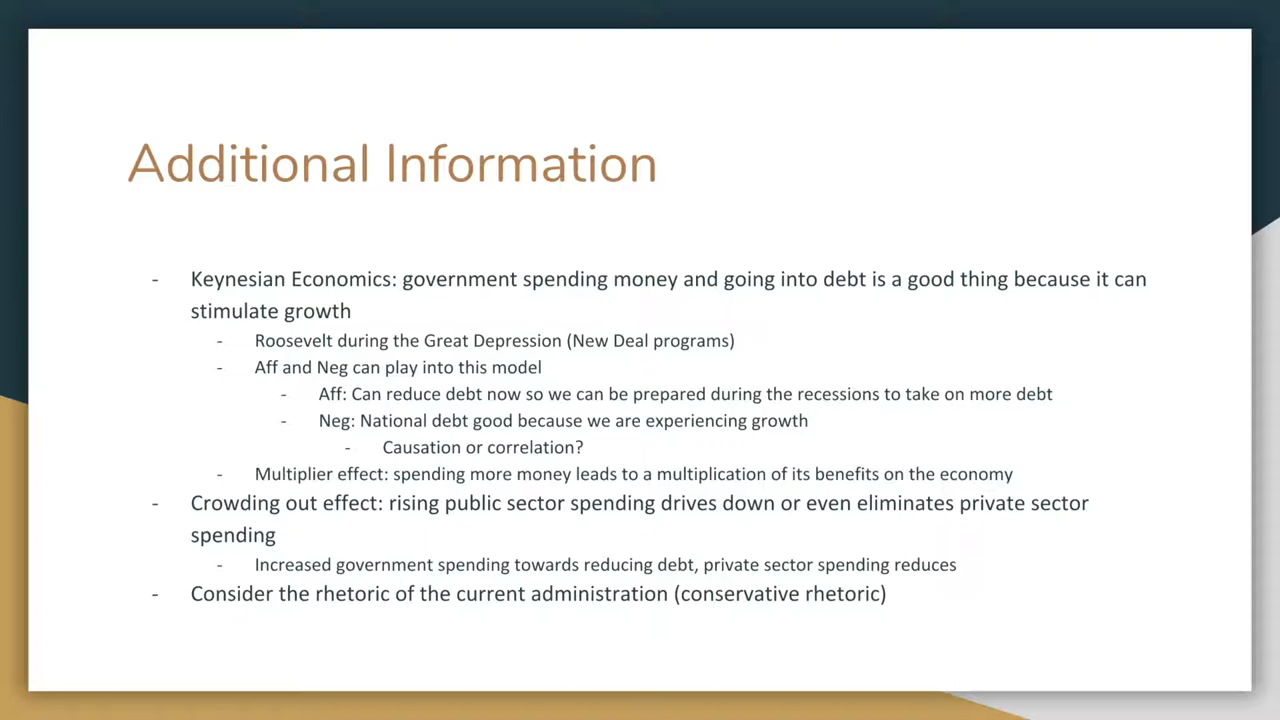 Additional Information
- Keynesian Economics: government spending money and going into debt is a good thing because it can
stimulate growth
- Roosevelt during the Great Depression (New Deal programs)
- Aff and Neg can play into this model
- Aff: Can reduce debt now so we can be prepared during the recessions to take on more debt
- Neg: National debt good because we are experiencing growth
- Causation or correlation?
- Multiplier effect: spending more money leads to a multiplication of its benefits on the economy
- Crowding out effect: rising public sector spending drives down or even eliminates private sector
spending
- Increased government spending towards reducing debt, private sector spending reduces
- Consider the rhetoric of the current administration (conservative rhetoric)